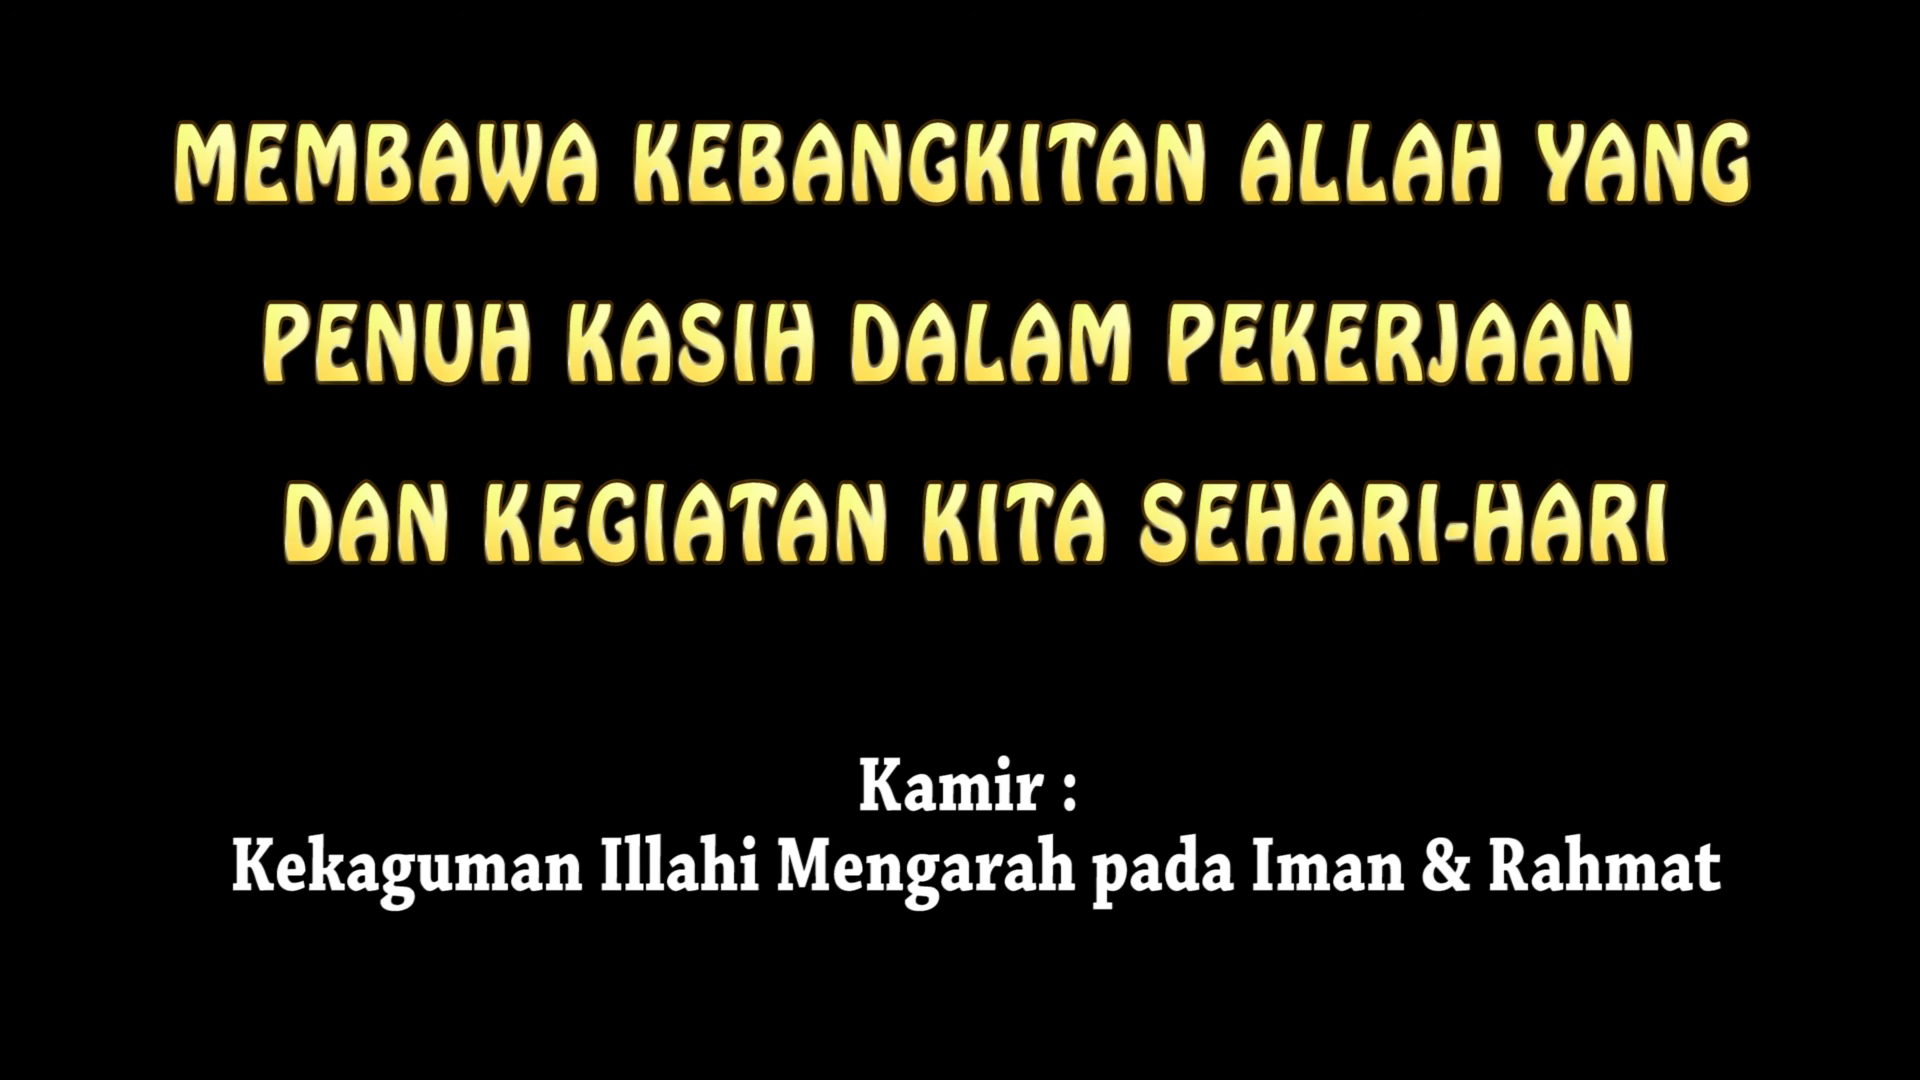 MEMBAWA KEBANGKITAN ALLAH YANG
PENUH KASIH DALAM PEKERJAAN
DAN KEGIATAN KITA SEHARI-HARI
Kamir :
Kekaguman Illahi Mengarah pada Iman & Rahmat